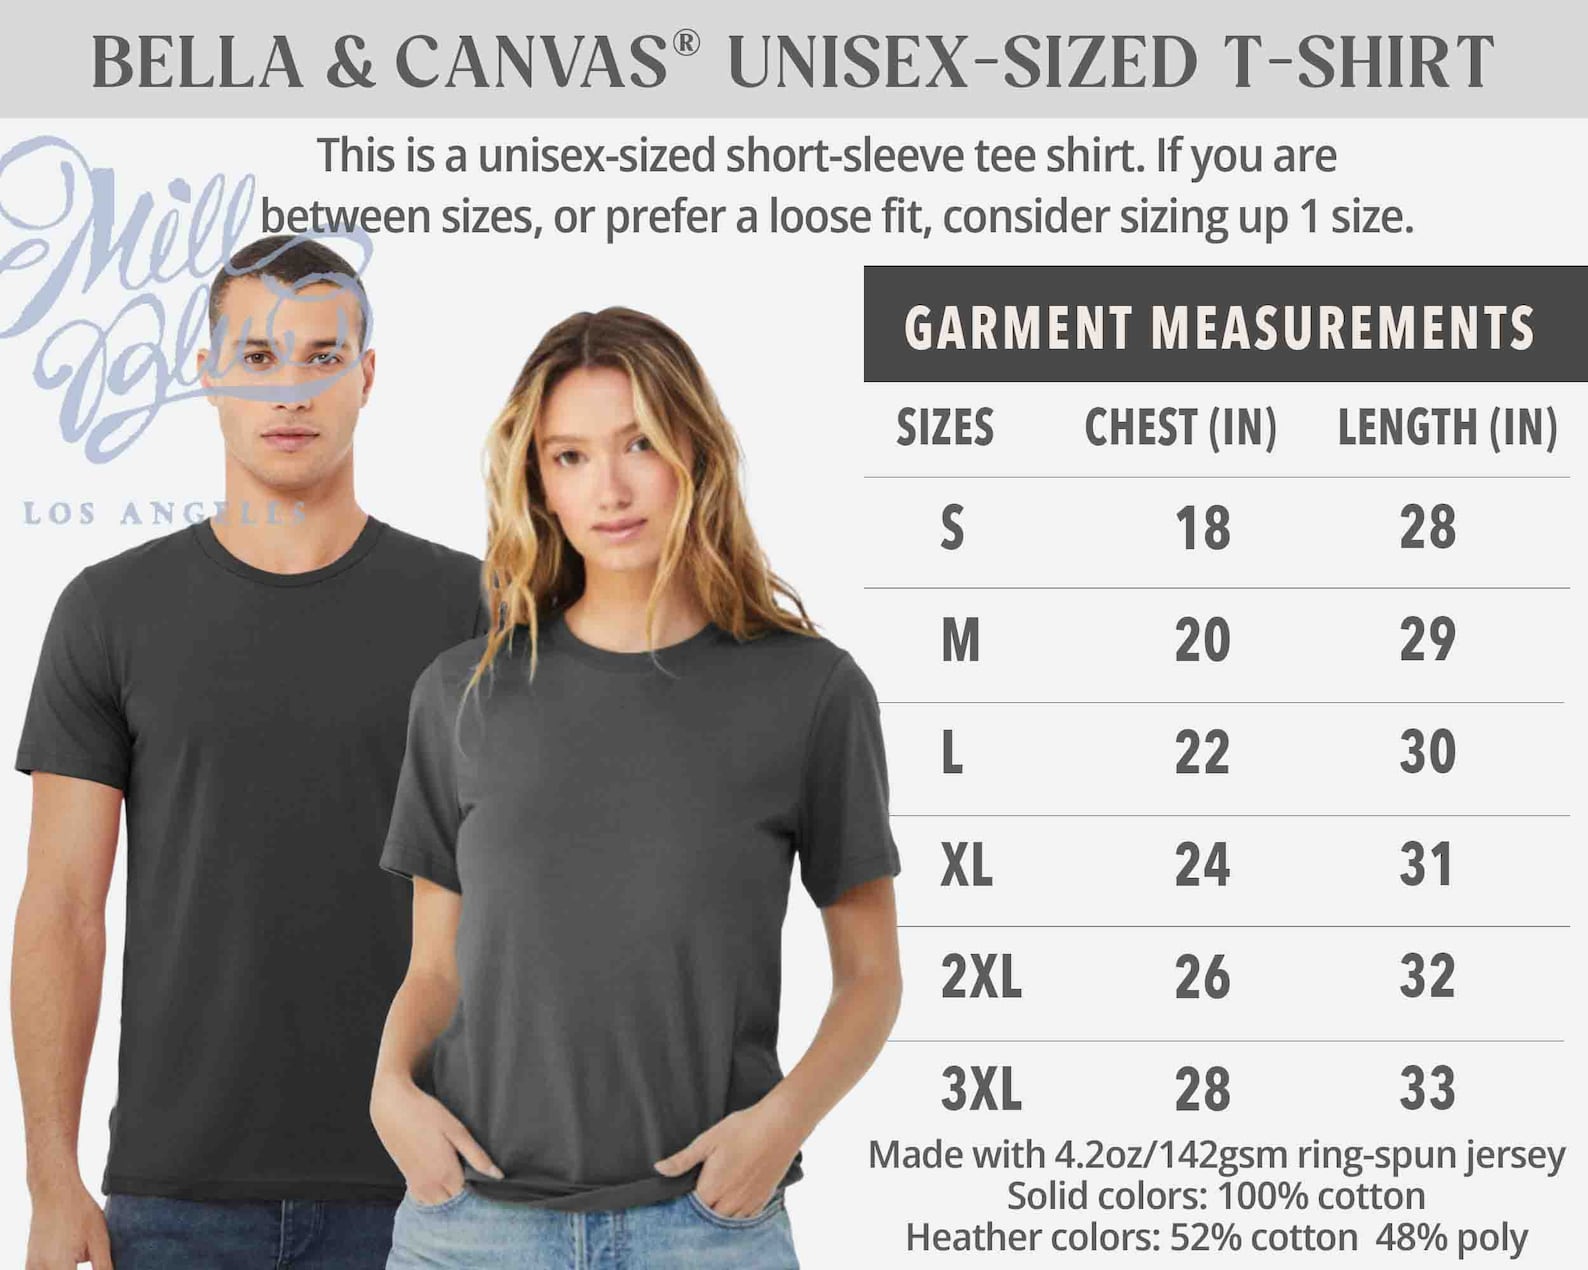 BELLA & CANVAS® UNISEX-SIZED T-SHIRT
This is a unisex-sized short-sleeve tee shirt. If you are
between sizes, or prefer a loose fit, consider sizing up 1 size.
Mill
Blue
LOS ANGELES
GARMENT MEASUREMENTS
SIZES CHEST (IN) LENGTH (IN)
S 18 28
M 20 29
L 22 30
XL 24 31
2XL 26 32
3XL 28 33
Made with 4.2oz/142gsm ring-spun jersey
Solid colors: 100% cotton
Heather colors: 52% cotton 48% poly